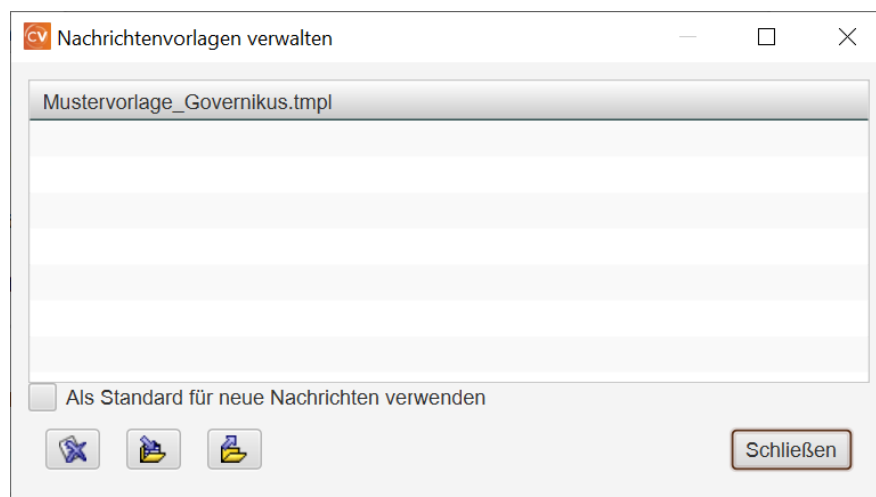 CV Nachrichtenvorlagen verwalten
Mustervorlage_Governikus.tmpl
Als Standard für neue Nachrichten verwenden
Schließen